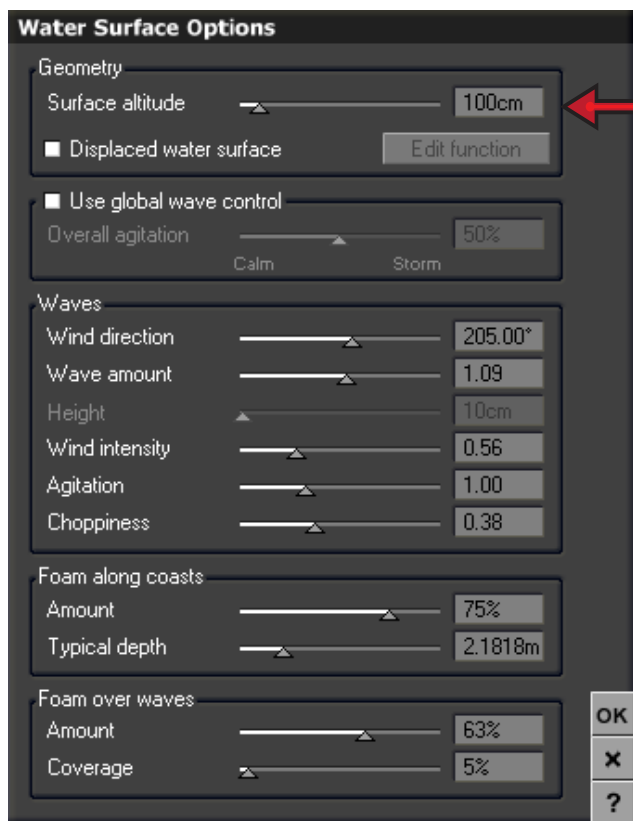 Water Surface Options
Geometry
Surface altitude 100cm
Displaced water surface Edit function
Use global wave control
Overall agitation 50%
Calm Storm
Waves
Wind direction 205.00°
Wave amount 1.09
Height 10cm
Wind intensity 0.56
Agitation 1.00
Choppiness 0.38
Foam along coasts
Amount 75%
Typical depth 2.1818m
Foam over waves
Amount 63%
Coverage 5%
OK
×
?